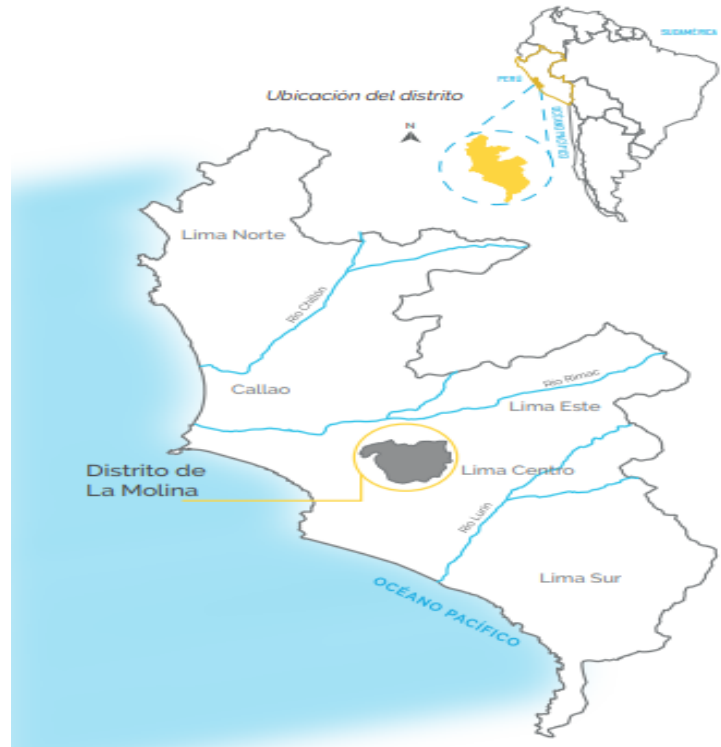 SUDAMÉRICA
PERÚ
Ubicación del distrito
N
OCÉANO PACÍFICO
Lima Norte
Río Chillón
Callao
Río Rimac
Lima Este
Distrito de
La Molina
Lima Centro
Río Lurín
Lima Sur
OCÉANO PACÍFICO